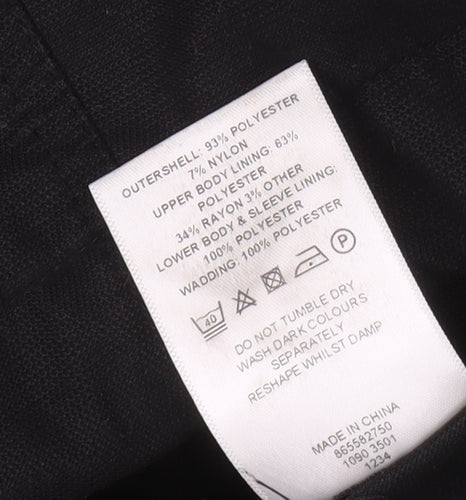 OUTERSHELL: 93% POLYESTER
7% NYLON
UPPER BODY LINING: 63%
POLYESTER
34% RAYON 3% OTHER
LOWER BODY & SLEEVE LINING:
100% POLYESTER
WADDING: 100% POLYESTER
40 P
DO NOT TUMBLE DRY
WASH DARK COLOURS
SEPARATELY
RESHAPE WHILST DAMP
MADE IN CHINA
865582750
1090 3501
1234